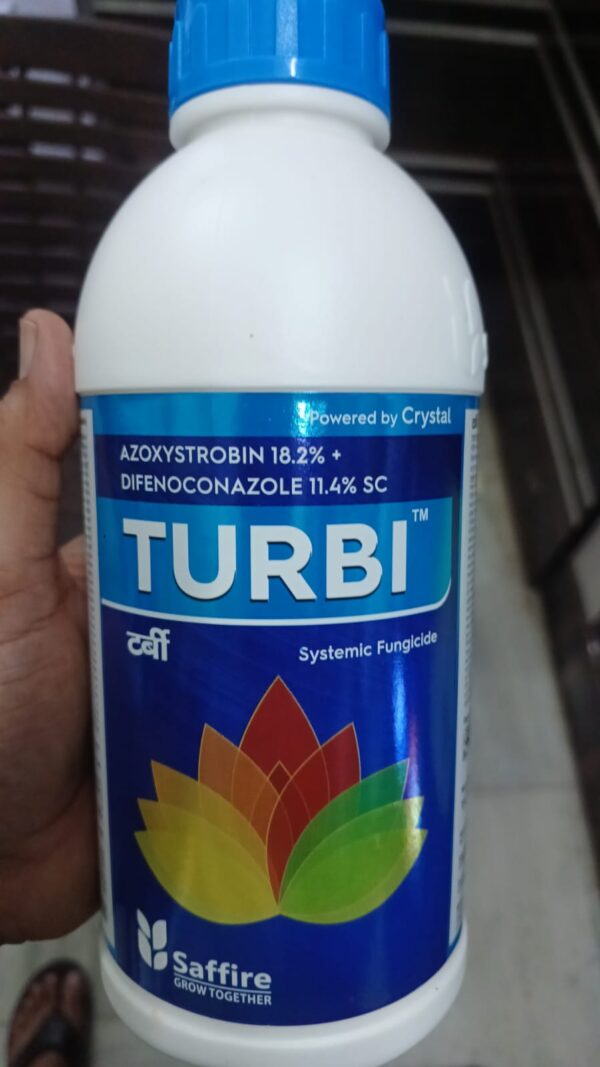 Powered by Crystal
AZOXYSTROBIN 18.2% +
DIFENOCONAZOLE 11.4% SC
TURBI™
टर्बी
Systemic Fungicide
Saffire
GROW TOGETHER